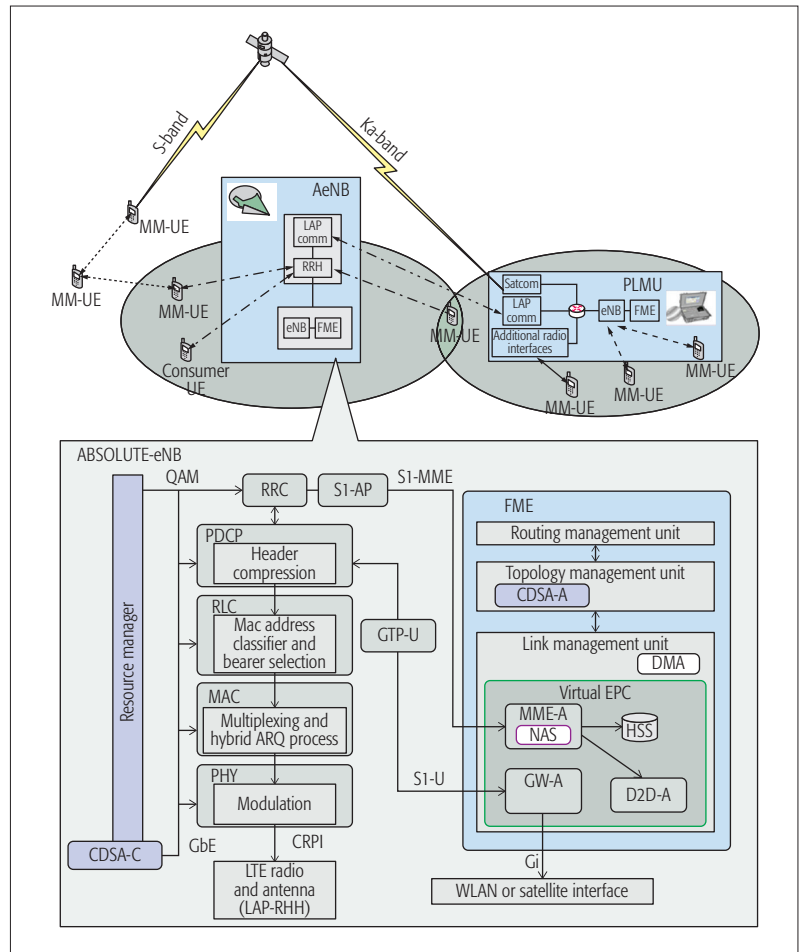 S-band
Ka-band
AeNB
MM-UE
LAP
comm
RRH
eNB
FME
MM-UE
MM-UE
Consumer
UE
MM-UE
PLMU
Satcom
LAP
comm
Additional radio
interfaces
eNB
FME
MM-UE
MM-UE
MM-UE
ABSOLUTE-eNB
QAM
RRC
S1-AP
S1-MME
Resource manager
PDCP
Header
compression
RLC
Mac address
classifier and
bearer selection
MAC
Multiplexing and
hybrid ARQ process
PHY
Modulation
CDSA-C
GbE
CRPI
LTE radio
and antenna
(LAP-RHH)
GTP-U
S1-U
FME
Routing management unit
Topology management unit
CDSA-A
Link management unit
DMA
Virtual EPC
MME-A
NAS
HSS
GW-A
D2D-A
Gi
WLAN or satellite interface